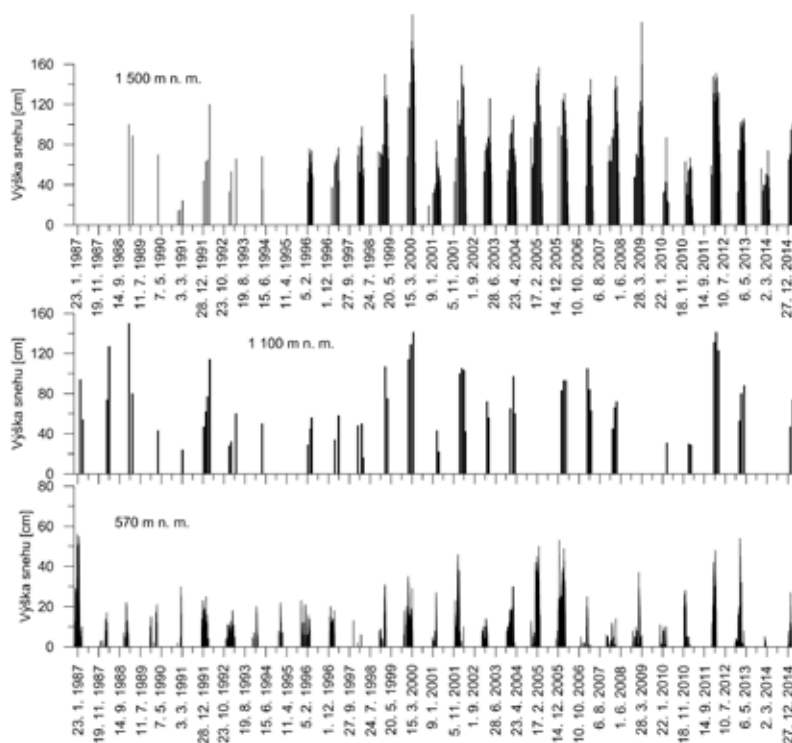 Výška snehu [cm]
160
120
80
40
0
1 500 m n. m.
23. 1. 1987
19. 11. 1987
14. 9. 1988
11. 7. 1989
7. 5. 1990
3. 3. 1991
28. 12. 1991
23. 10. 1992
19. 8. 1993
15. 6. 1994
11. 4. 1995
5. 2. 1996
1. 12. 1996
27. 9. 1997
24. 7. 1998
20. 5. 1999
15. 3. 2000
9. 1. 2001
5. 11. 2001
1. 9. 2002
28. 6. 2003
23. 4. 2004
17. 2. 2005
14. 12. 2005
10. 10. 2006
6. 8. 2007
1. 6. 2008
28. 3. 2009
22. 1. 2010
18. 11. 2010
14. 9. 2011
10. 7. 2012
6. 5. 2013
2. 3. 2014
27. 12. 2014
Výška snehu [cm]
160
120
80
40
0
1 100 m n. m.
Výška snehu [cm]
80
60
40
20
0
570 m n. m.
23. 1. 1987
19. 11. 1987
14. 9. 1988
11. 7. 1989
7. 5. 1990
3. 3. 1991
28. 12. 1991
23. 10. 1992
19. 8. 1993
15. 6. 1994
11. 4. 1995
5. 2. 1996
1. 12. 1996
27. 9. 1997
24. 7. 1998
20. 5. 1999
15. 3. 2000
9. 1. 2001
5. 11. 2001
1. 9. 2002
28. 6. 2003
23. 4. 2004
17. 2. 2005
14. 12. 2005
10. 10. 2006
6. 8. 2007
1. 6. 2008
28. 3. 2009
22. 1. 2010
18. 11. 2010
14. 9. 2011
10. 7. 2012
6. 5. 2013
2. 3. 2014
27. 12. 2014